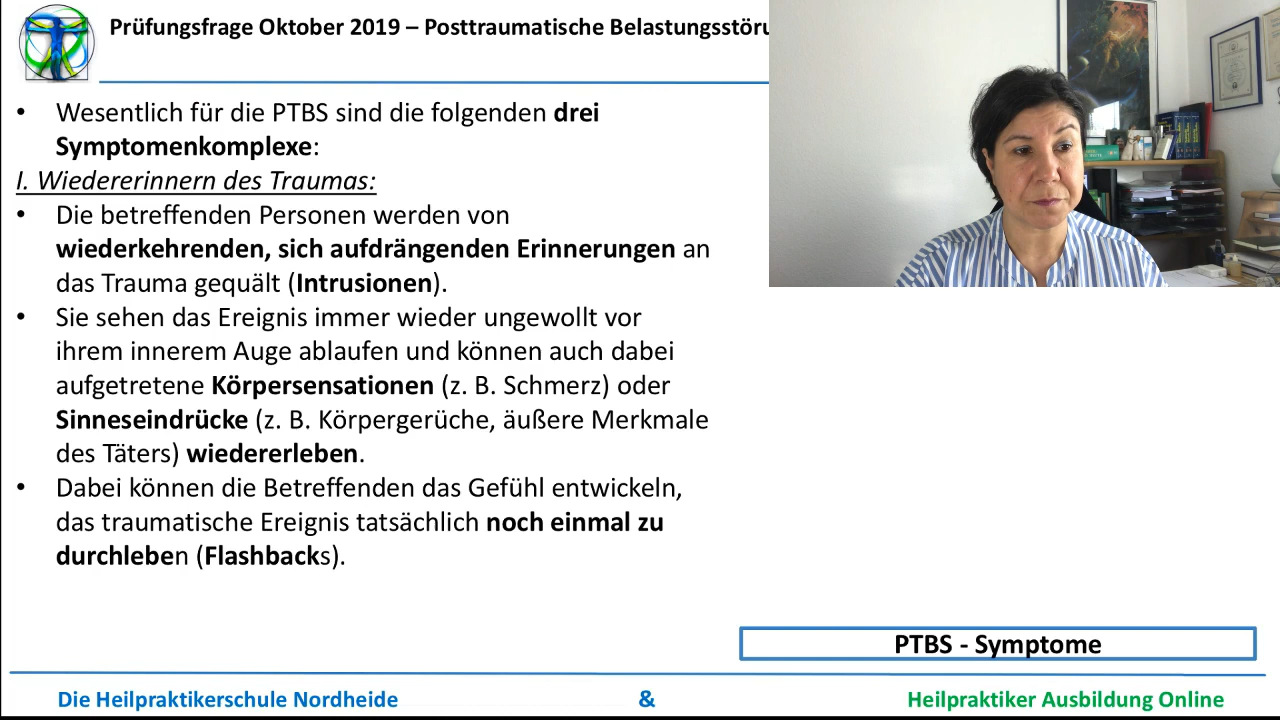 Prüfungsfrage Oktober 2019 – Posttraumatische
• Wesentlich für die PTBS sind die folgenden drei
Symptomenkomplexe:
I. Wiedererinnern des Traumas:
• Die betreffenden Personen werden von
wiederkehrenden, sich aufdrängenden Erinnerungen an
das Trauma gequält (Intrusionen).
• Sie sehen das Ereignis immer wieder ungewollt vor
ihrem innerem Auge ablaufen und können auch dabei
aufgetretene Körpersensationen (z. B. Schmerz) oder
Sinneseindrücke (z. B. Körpergerüche, äußere Merkmale
des Täters) wiedererleben.
• Dabei können die Betreffenden das Gefühl entwickeln,
das traumatische Ereignis tatsächlich noch einmal zu
durchleben (Flashbacks).
PTBS - Symptome
Die Heilpraktikerschule Nordheide & Heilpraktiker Ausbildung Online